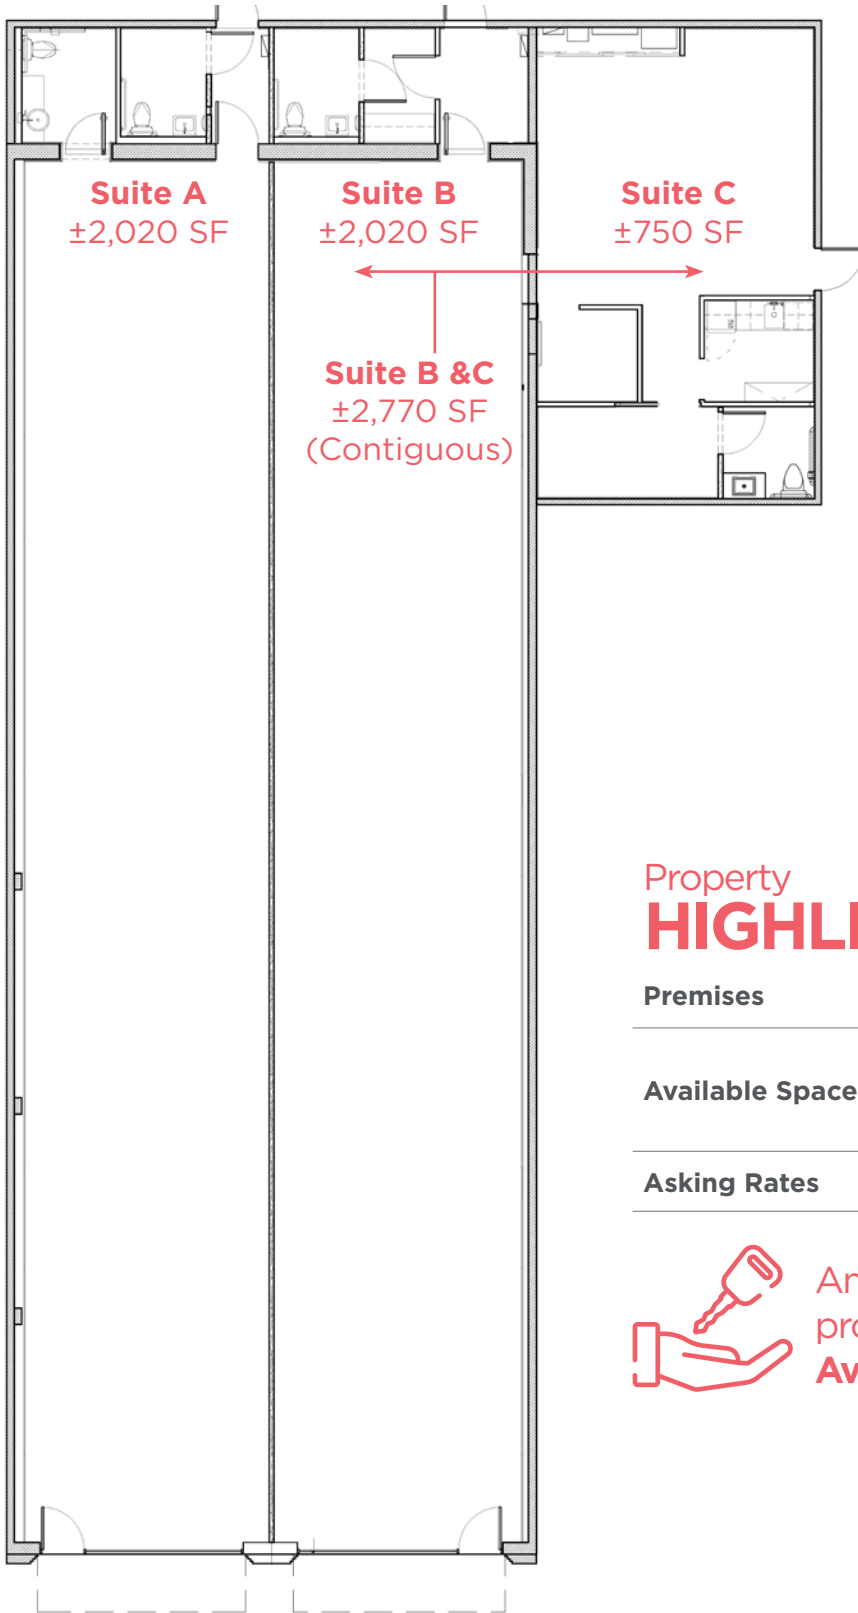 Suite A
±2,020 SF
Suite B
±2,020 SF
Suite C
±750 SF
Suite B &C
±2,770 SF
(Contiguous)
Property
Premises
Available Space
Asking Rates